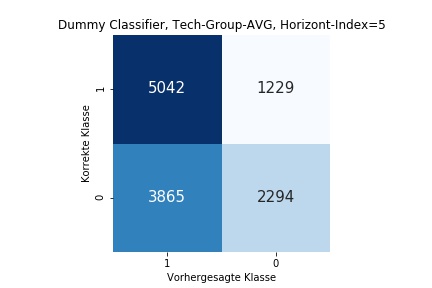 Dummy Classifier, Tech-Group-AVG, Horizont-Index=5
Korrekte Klasse
1
5042 1229
0
3865 2294
1 0
Vorhergesagte Klasse